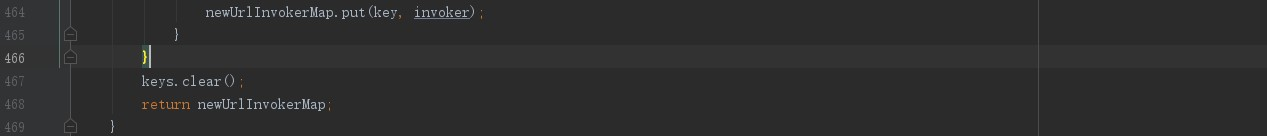 464 newUrlInvokerMap.put(key, invoker);
465 }
466 }
467 keys.clear();
468 return newUrlInvokerMap;
469 }